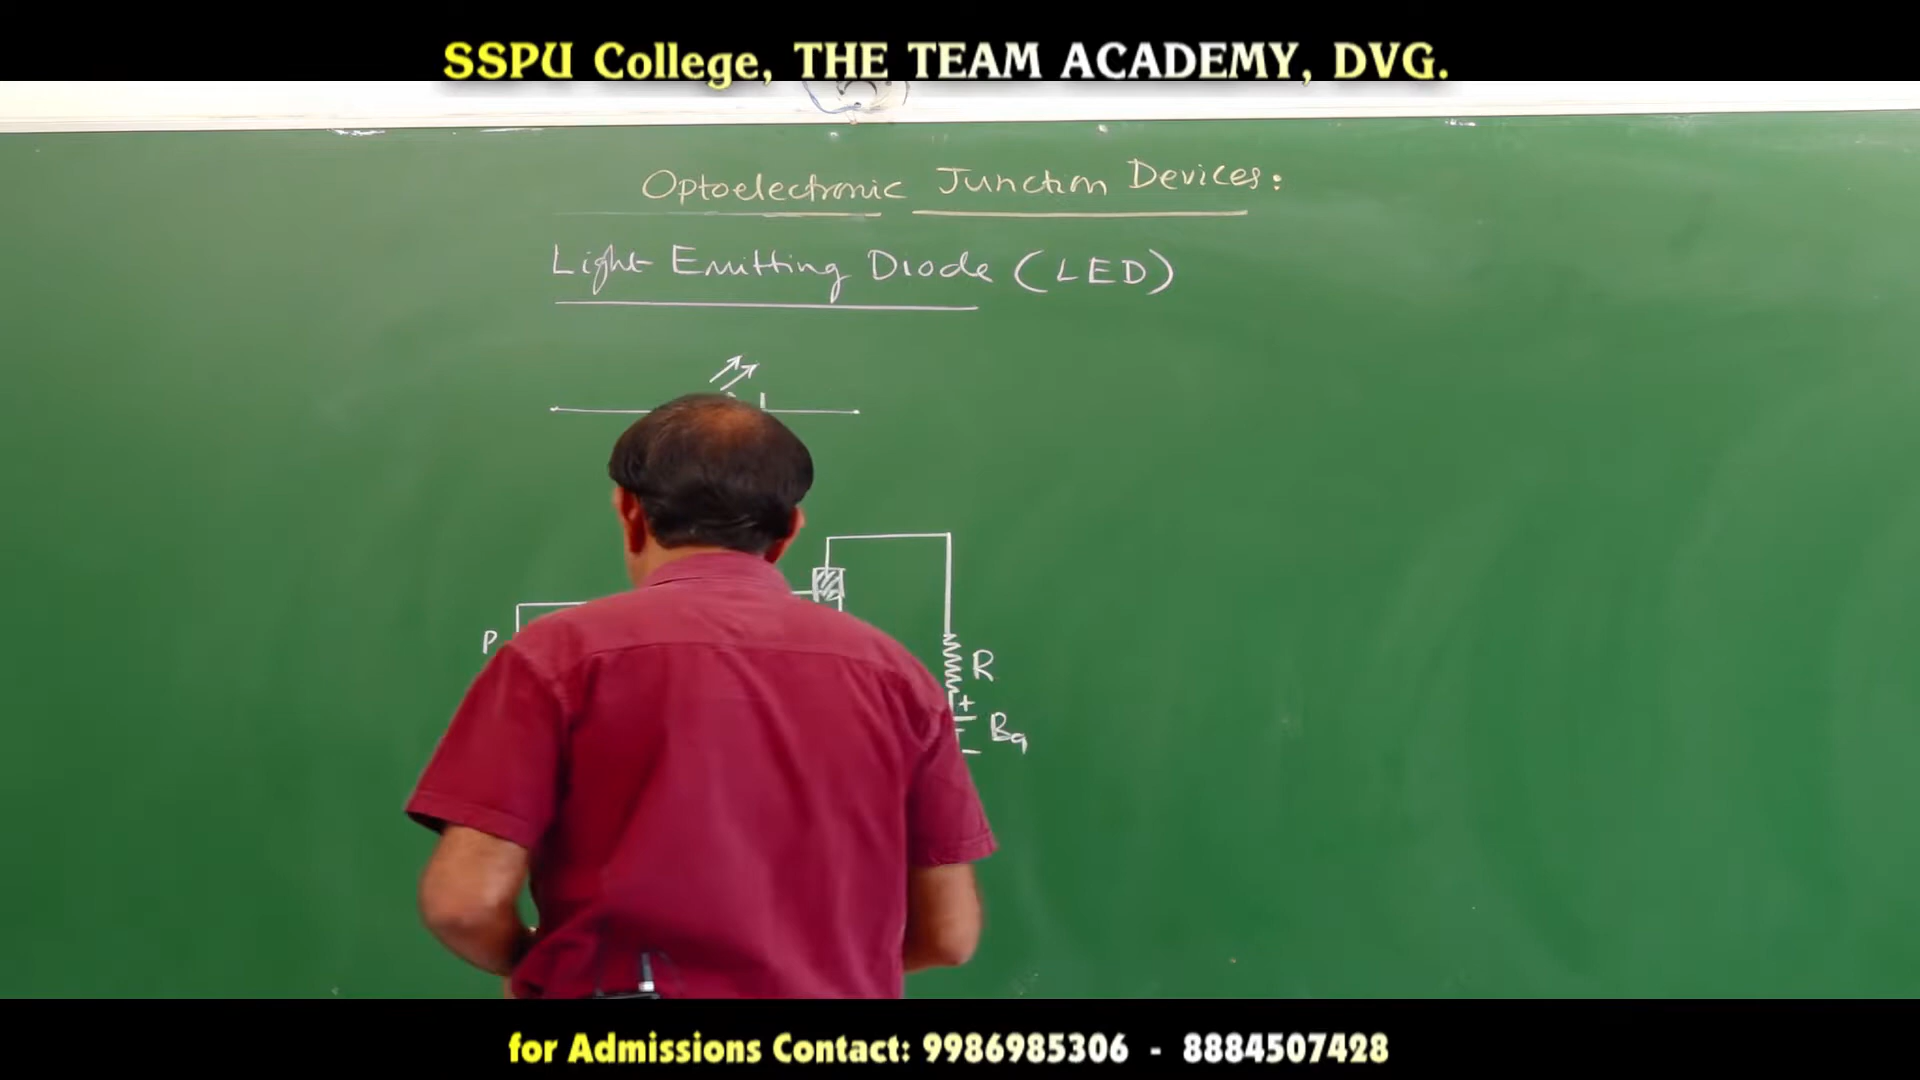 SSPU College, THE TEAM ACADEMY, DVG.
Optoelectronic Junction Devices:
Light Emitting Diode (LED)
P
R
+
Ba
-
for Admissions Contact: 9986985306 - 8884507428